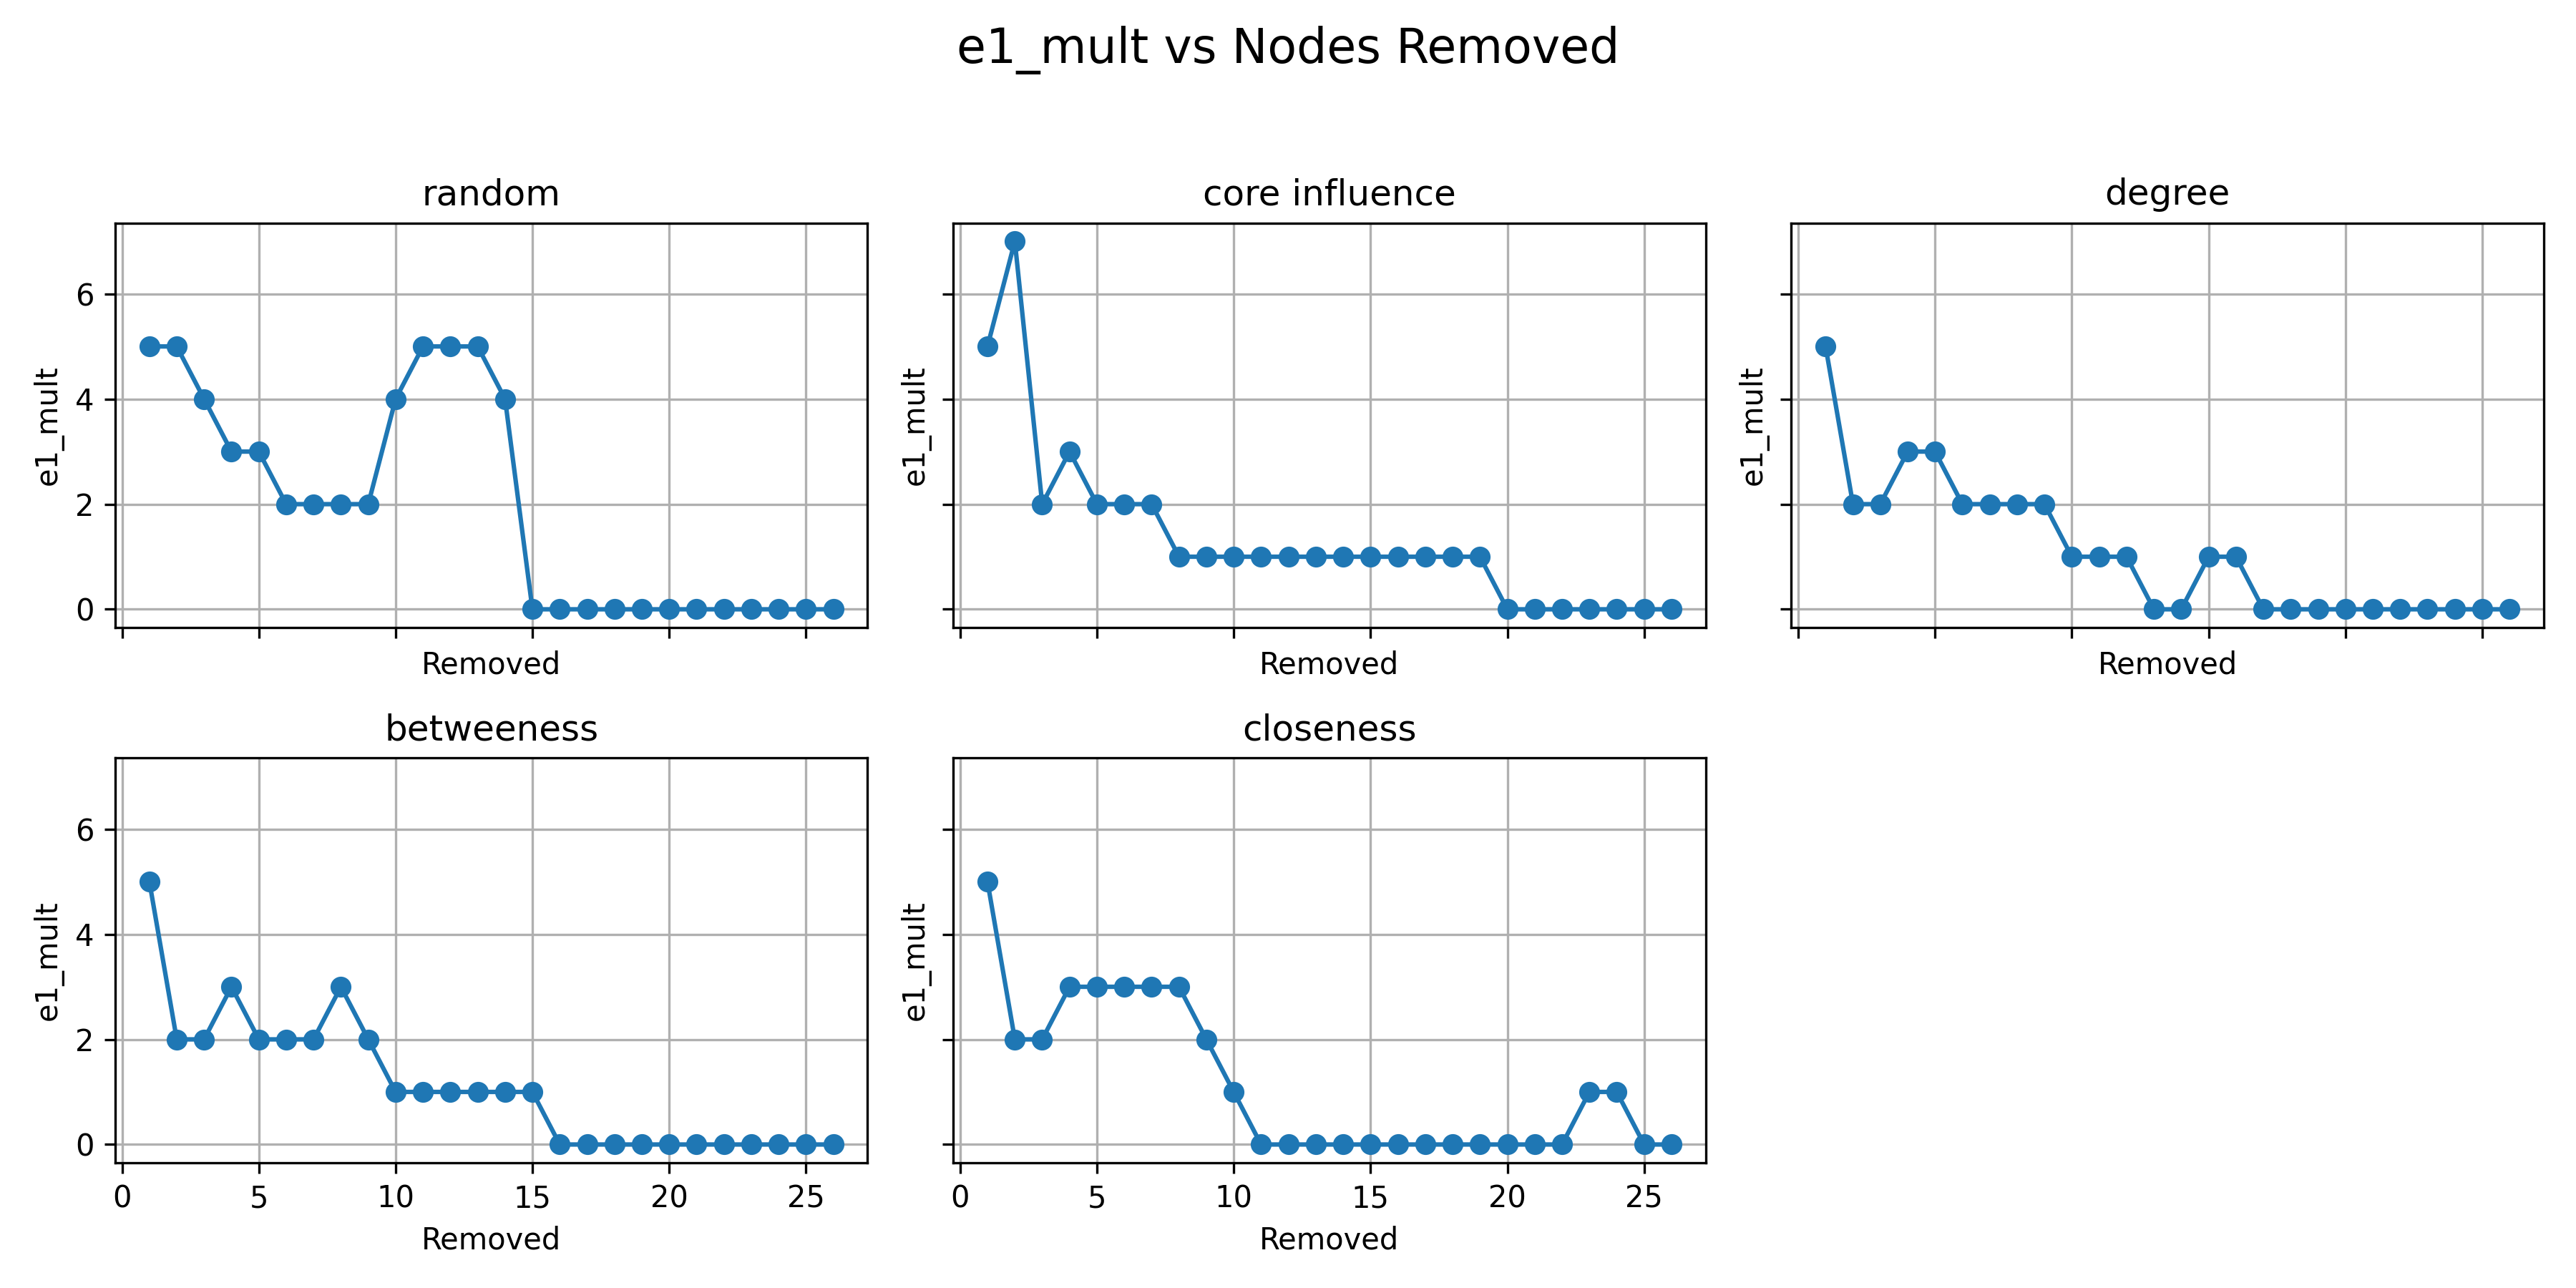 e1_mult vs Nodes Removed
random
e1_mult
6
4
2
0
Removed
core influence
e1_mult
Removed
degree
e1_mult
Removed
betweeness
e1_mult
6
4
2
0
0 5 10 15 20 25
Removed
closeness
e1_mult
0 5 10 15 20 25
Removed